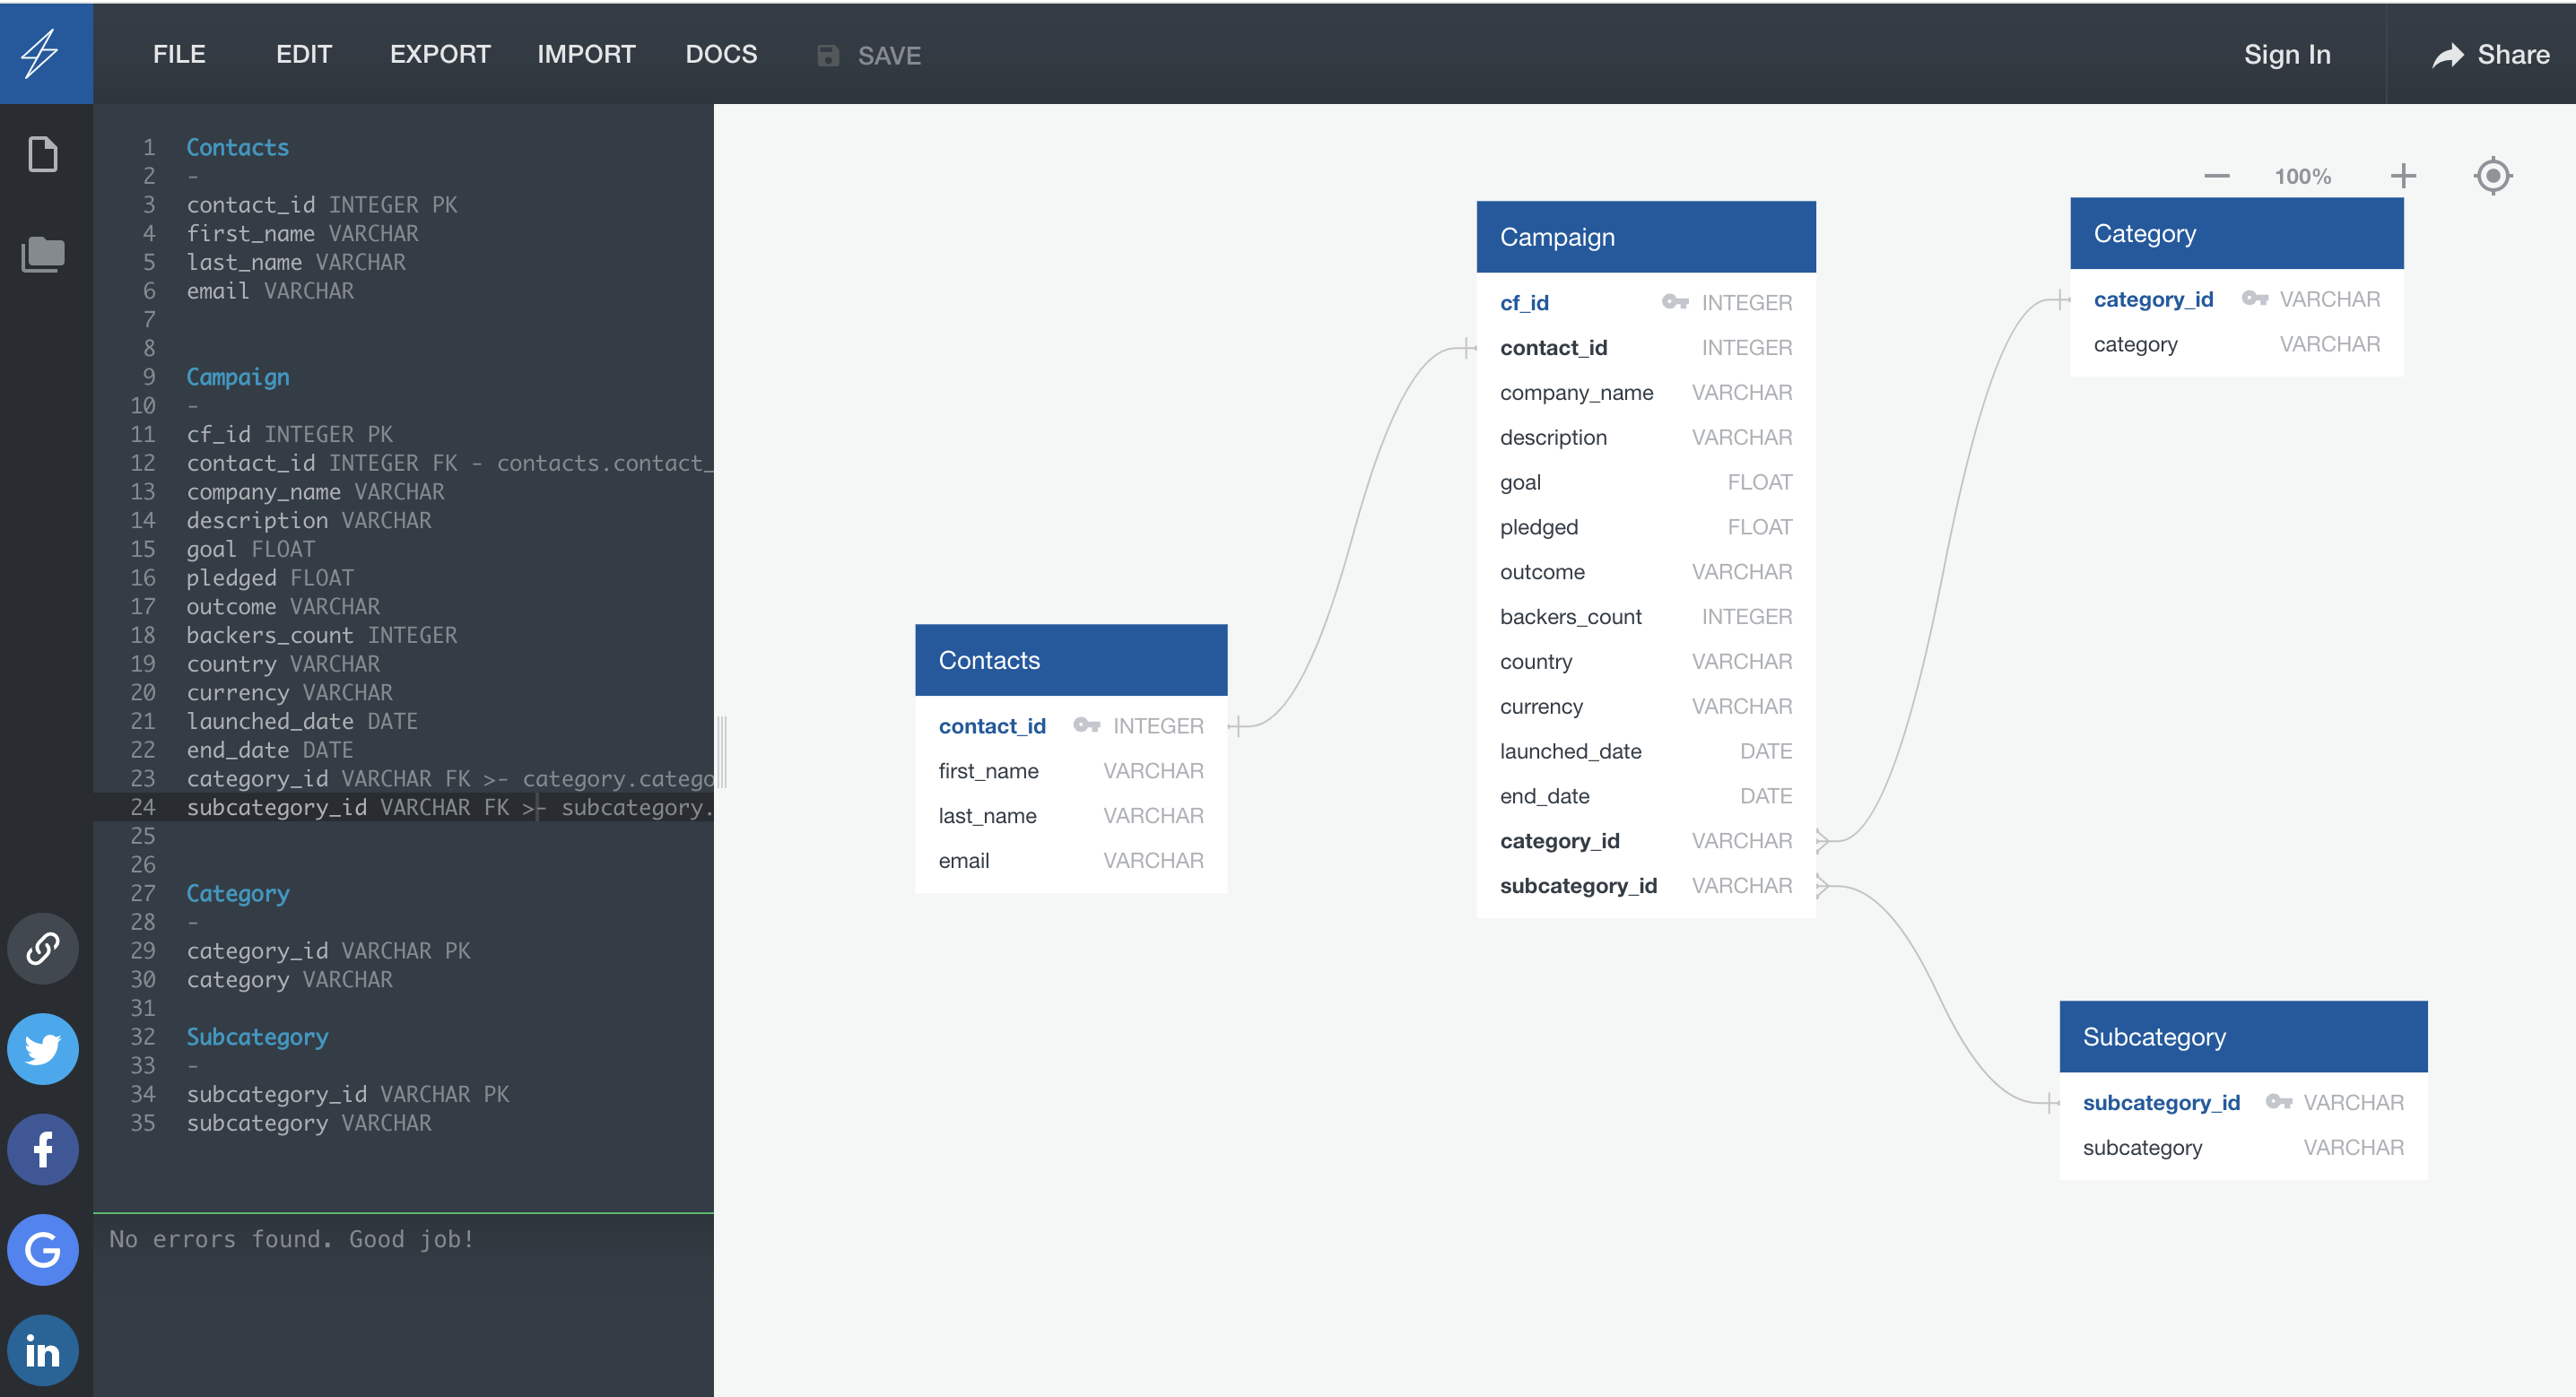 FILE EDIT EXPORT IMPORT DOCS SAVE Sign In Share
1 Contacts
2 -
3 contact_id INTEGER PK
4 first_name VARCHAR
5 last_name VARCHAR
6 email VARCHAR
7
8
9 Campaign
10 -
11 cf_id INTEGER PK
12 contact_id INTEGER FK - contacts.contact_
13 company_name VARCHAR
14 description VARCHAR
15 goal FLOAT
16 pledged FLOAT
17 outcome VARCHAR
18 backers_count INTEGER
19 country VARCHAR
20 currency VARCHAR
21 launched_date DATE
22 end_date DATE
23 category_id VARCHAR FK >- category.catego
24 subcategory_id VARCHAR FK >- subcategory.
25
26
27 Category
28 -
29 category_id VARCHAR PK
30 category VARCHAR
31
32 Subcategory
33 -
34 subcategory_id VARCHAR PK
35 subcategory VARCHAR
No errors found. Good job!
100%
Contacts
contact_id INTEGER
first_name VARCHAR
last_name VARCHAR
email VARCHAR
Campaign
cf_id INTEGER
contact_id INTEGER
company_name VARCHAR
description VARCHAR
goal FLOAT
pledged FLOAT
outcome VARCHAR
backers_count INTEGER
country VARCHAR
currency VARCHAR
launched_date DATE
end_date DATE
category_id VARCHAR
subcategory_id VARCHAR
Category
category_id VARCHAR
category VARCHAR
Subcategory
subcategory_id VARCHAR
subcategory VARCHAR
f
G
in